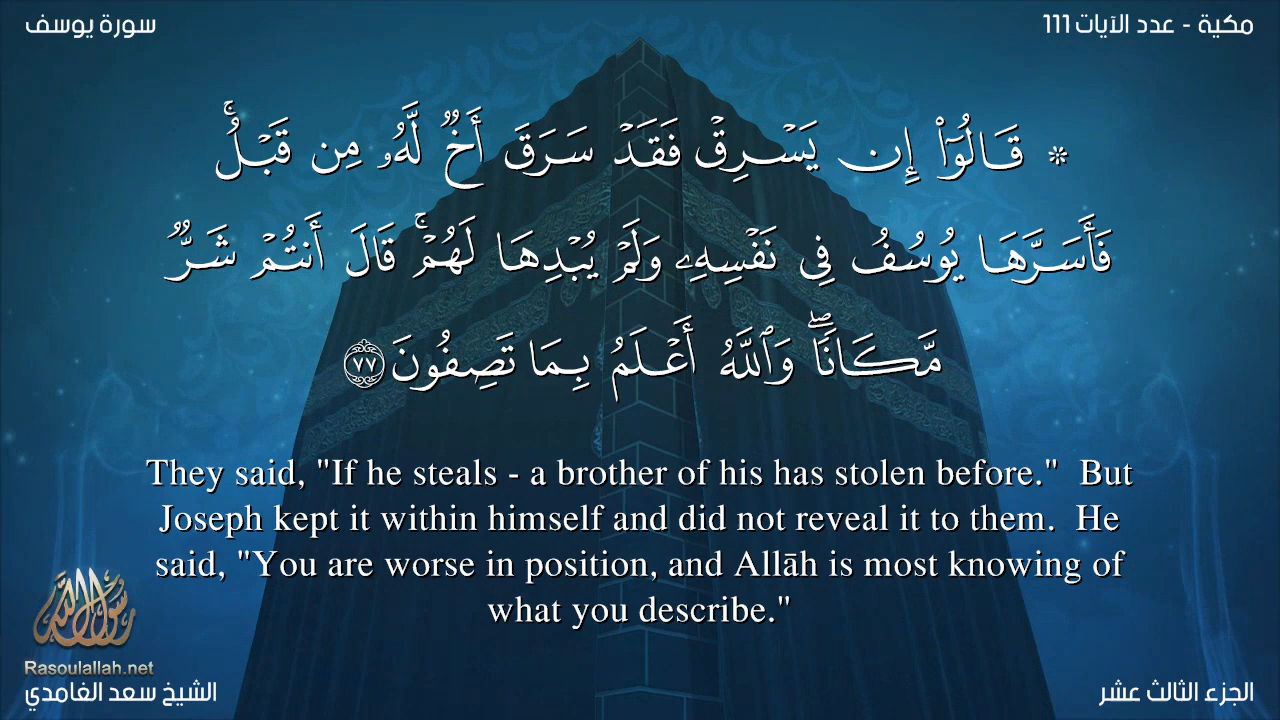 مكية - عدد الآيات 111
سورة يوسف
۞ قَالُوٓا۟ إِن يَسْرِقْ فَقَدْ سَرَقَ أَخٌ لَّهُۥ مِن قَبْلُ ۚ
فَأَسَرَّهَا يُوسُفُ فِى نَفْسِهِۦ وَلَمْ يُبْدِهَا لَهُمْ ۚ قَالَ أَنتُمْ شَرٌّ
مَّكَانًا ۖ وَٱللَّهُ أَعْلَمُ بِمَا تَصِفُونَ ٧٧
They said, "If he steals - a brother of his has stolen before." But
Joseph kept it within himself and did not reveal it to them. He
said, "You are worse in position, and Allāh is most knowing of
what you describe."
رسول الله
Rasoulallah.net
الشيخ سعد الغامدي
الجزء الثالث عشر